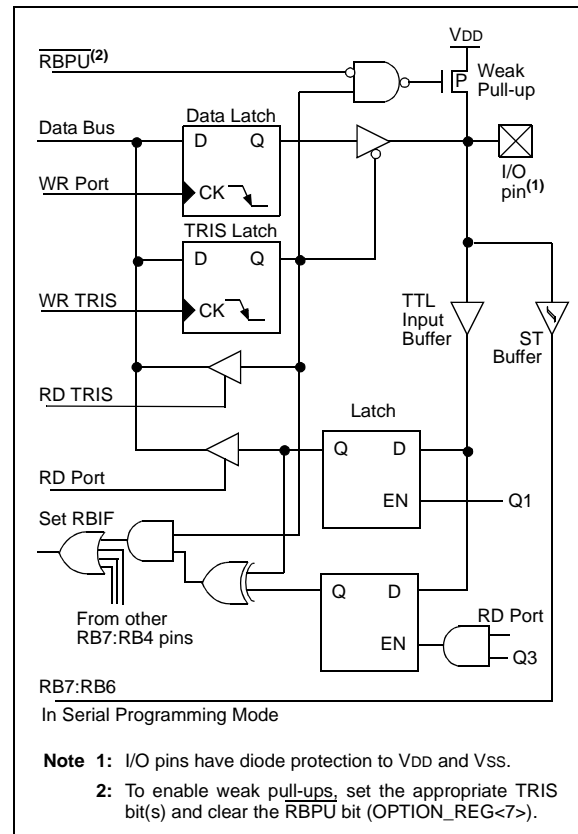 VDD
RBPU(2)
P
Weak
Pull-up
Data Latch
Data Bus
D Q
I/O
pin(1)
WR Port
CK
TRIS Latch
D Q
WR TRIS
CK
TTL
Input
Buffer
ST
Buffer
RD TRIS
Latch
Q D
RD Port
EN
Q1
Set RBIF
Q D
RD Port
EN
Q3
From other
RB7:RB4 pins
RB7:RB6
In Serial Programming Mode
Note 1: I/O pins have diode protection to VDD and VSS.
2: To enable weak pull-ups, set the appropriate TRIS
bit(s) and clear the RBPU bit (OPTION_REG<7>).